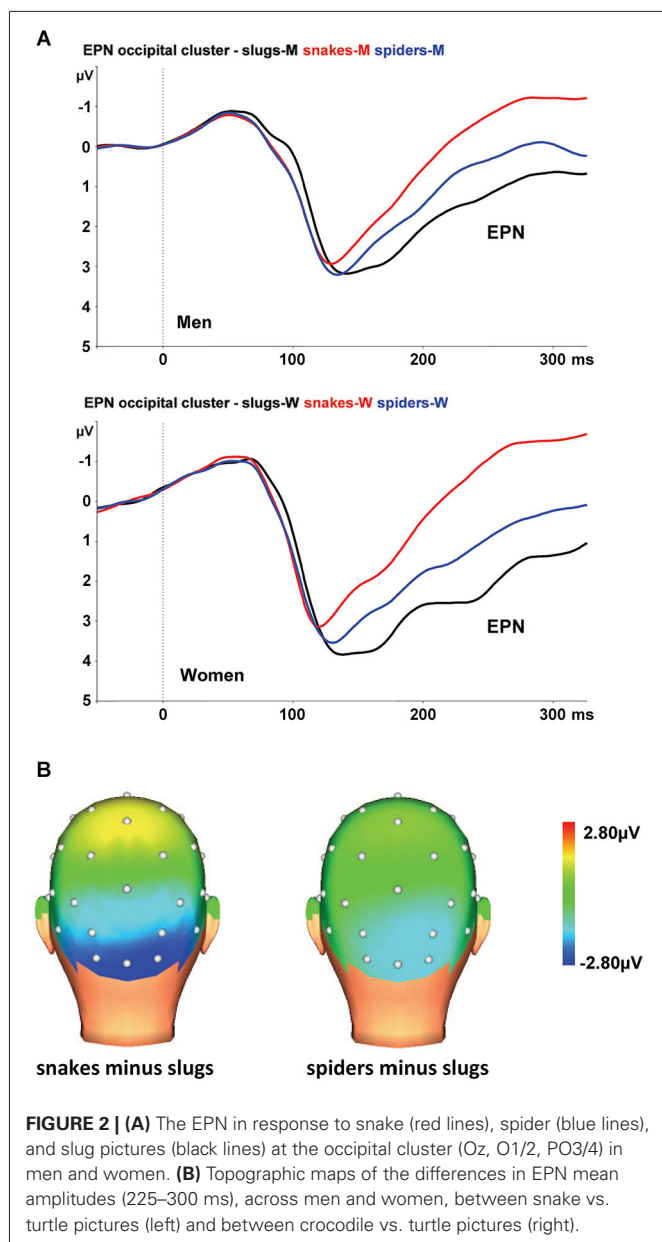 A
EPN occipital cluster - slugs-M snakes-M spiders-M
µV
-1
0
1
2
3
4
5
EPN
Men
0 100 200 300 ms
EPN occipital cluster - slugs-W snakes-W spiders-W
µV
-1
0
1
2
3
4
5
EPN
Women
0 100 200 300 ms
B
2.80µV
-2.80µV
snakes minus slugs spiders minus slugs
FIGURE 2 | (A) The EPN in response to snake (red lines), spider (blue lines),
and slug pictures (black lines) at the occipital cluster (Oz, O1/2, PO3/4) in
men and women. (B) Topographic maps of the differences in EPN mean
amplitudes (225–300 ms), across men and women, between snake vs.
turtle pictures (left) and between crocodile vs. turtle pictures (right).